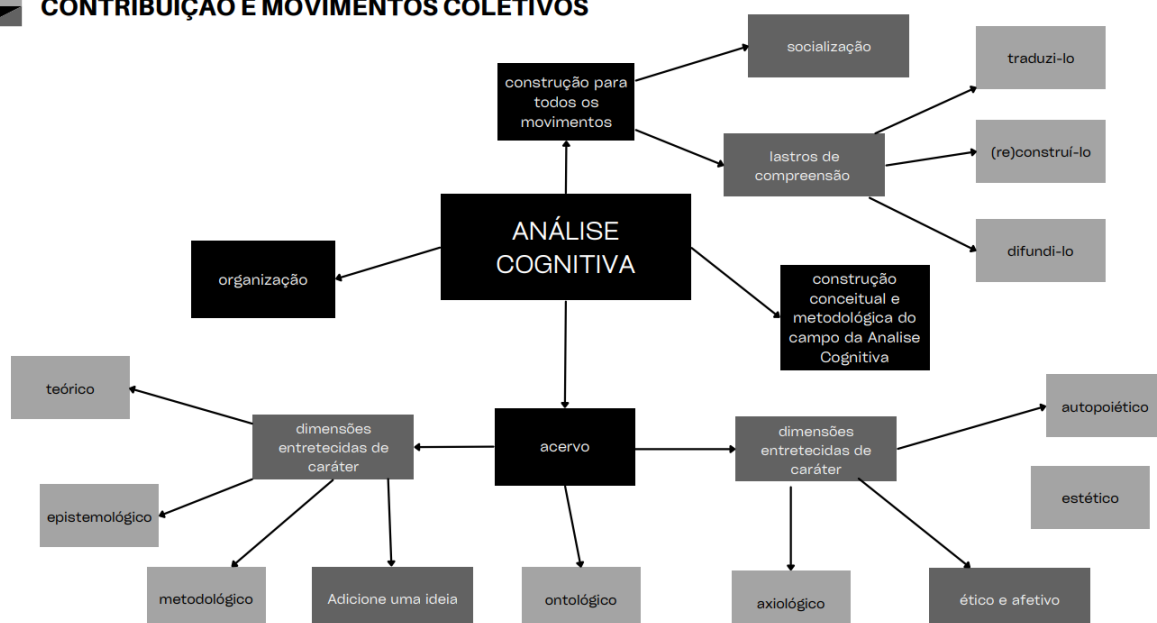 CONTRIBUIÇÃO E MOVIMENTOS COLETIVOS
socialização
traduzi-lo
construção para
todos os
movimentos
lastros de
compreensão
(re)construí-lo
difundi-lo
ANÁLISE
COGNITIVA
organização
construção
conceitual e
metodológica do
campo da Analise
Cognitiva
teórico
dimensões
entretecidas de
caráter
acervo
dimensões
entretecidas de
caráter
autopoiético
epistemológico
estético
metodológico
Adicione uma ideia
ontológico
axiológico
ético e afetivo